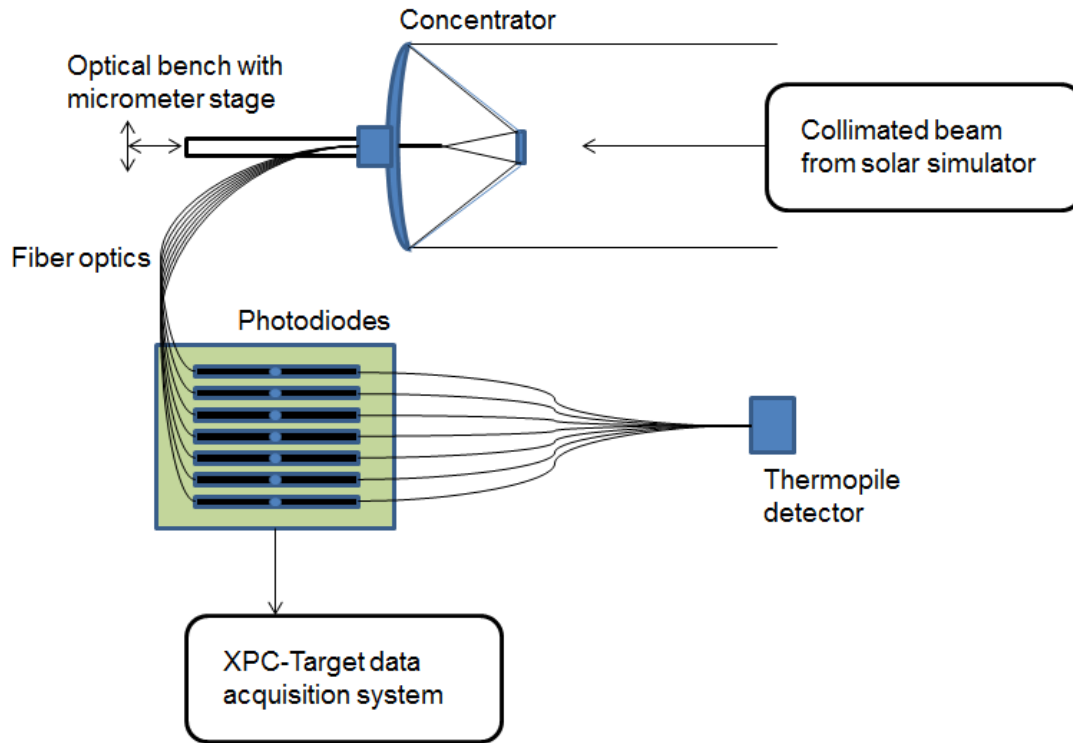 Concentrator
Optical bench with
micrometer stage
Collimated beam
from solar simulator
Fiber optics
Photodiodes
Thermopile
detector
XPC-Target data
acquisition system